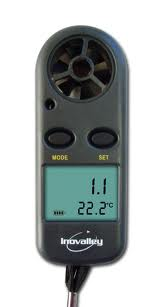 MODE SET
1.1
22.2°C
Inovalley